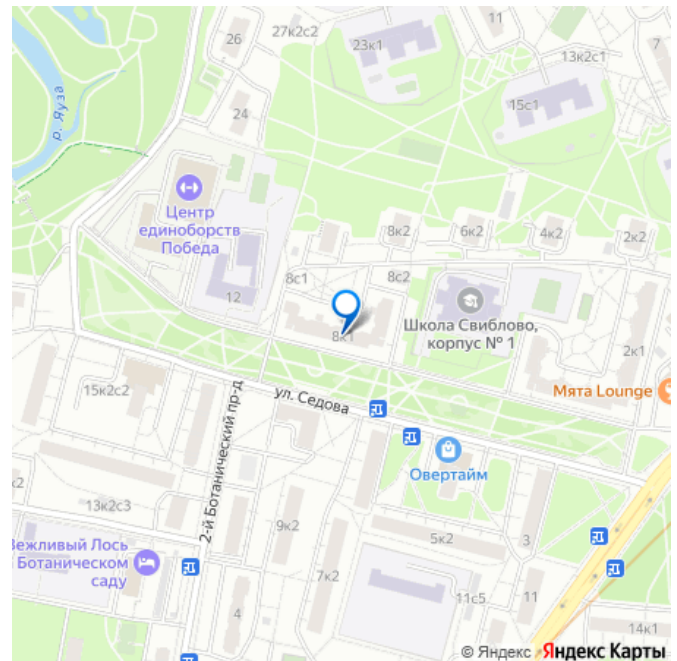 27к2с2
26
23к1
7
13к2с1
15с1
24
р. Яуза
Центр
единоборств
Победа
8к2
6к2
4к2
2к2
8с1
8с2
12
Школа Свиблово,
корпус № 1
8к1
2к1
Мята Lounge
15к2с2
ул. Седова
2-й Ботанический пр-д
Овертайм
к2
13к2с3
9к2
5к2
3
Вежливый Лось
Ботаническом
саду
7к2
11с5
11
4
14к1
© Яндекс Яндекс Карты